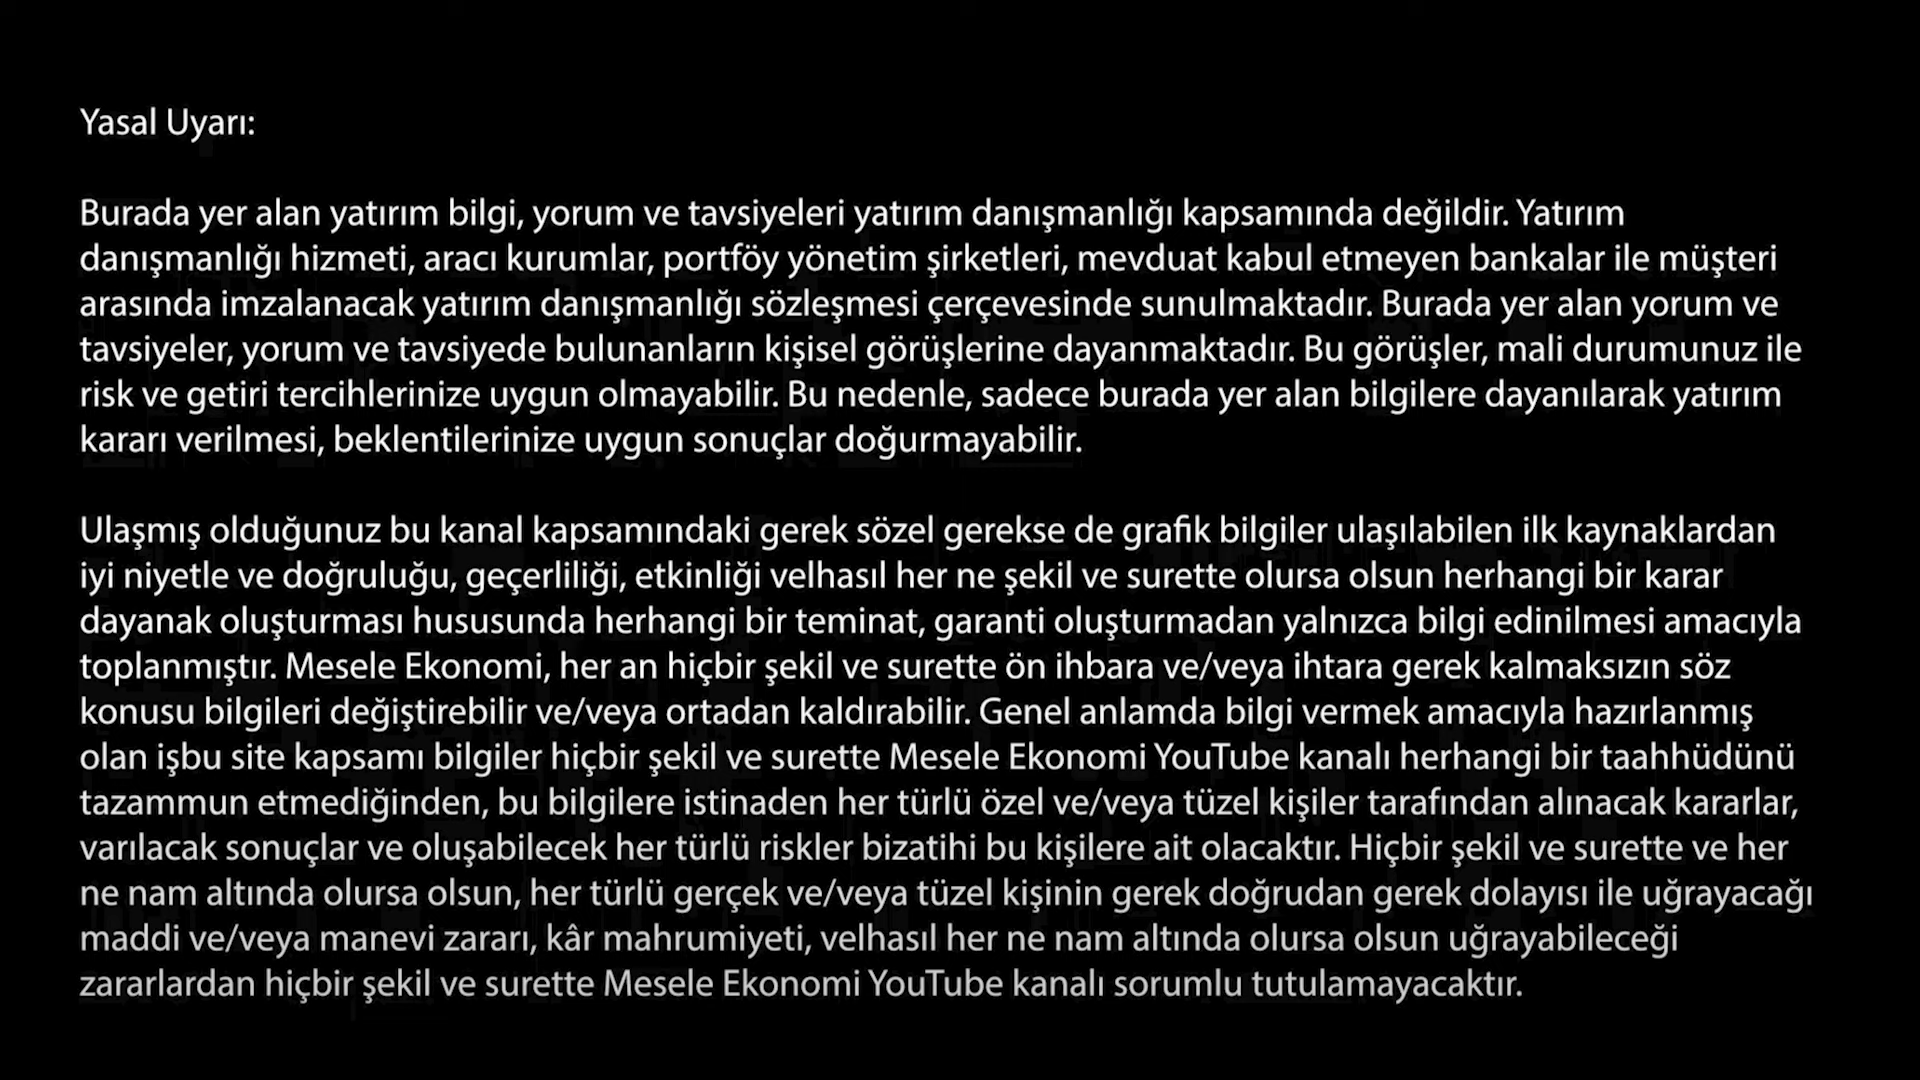 Yasal Uyarı:
Burada yer alan yatırım bilgi, yorum ve tavsiyeleri yatırım danışmanlığı kapsamında değildir. Yatırım
danışmanlığı hizmeti, aracı kurumlar, portföy yönetim şirketleri, mevduat kabul etmeyen bankalar ile müşteri
arasında imzalanacak yatırım danışmanlığı sözleşmesi çerçevesinde sunulmaktadır. Burada yer alan yorum ve
tavsiyeler, yorum ve tavsiyede bulunanların kişisel görüşlerine dayanmaktadır. Bu görüşler, mali durumunuz ile
risk ve getiri tercihlerinize uygun olmayabilir. Bu nedenle, sadece burada yer alan bilgilere dayanılarak yatırım
kararı verilmesi, beklentilerinize uygun sonuçlar doğurmayabilir.
Ulaşmış olduğunuz bu kanal kapsamındaki gerek sözel gerekse de grafik bilgiler ulaşılabilen ilk kaynaklardan
iyi niyetle ve doğruluğu, geçerliliği, etkinliği velhasıl her ne şekil ve surette olursa olsun herhangi bir karar
dayanak oluşturması hususunda herhangi bir teminat, garanti oluşturmadan yalnızca bilgi edinilmesi amacıyla
toplanmıştır. Mesele Ekonomi, her an hiçbir şekil ve surette ön ihbara ve/veya ihtara gerek kalmaksızın söz
konusu bilgileri değiştirebilir ve/veya ortadan kaldırabilir. Genel anlamda bilgi vermek amacıyla hazırlanmış
olan işbu site kapsamı bilgiler hiçbir şekil ve surette Mesele Ekonomi YouTube kanalı herhangi bir taahhüdünü
tazammun etmediğinden, bu bilgilere istinaden her türlü özel ve/veya tüzel kişiler tarafından alınacak kararlar,
varılacak sonuçlar ve oluşabilecek her türlü riskler bizatihi bu kişilere ait olacaktır. Hiçbir şekil ve surette ve her
ne nam altında olursa olsun, her türlü gerçek ve/veya tüzel kişinin gerek doğrudan gerek dolayısı ile uğrayacağı
maddi ve/veya manevi zararı, kâr mahrumiyeti, velhasıl her ne nam altında olursa olsun uğrayabileceği
zararlardan hiçbir şekil ve surette Mesele Ekonomi YouTube kanalı sorumlu tutulamayacaktır.